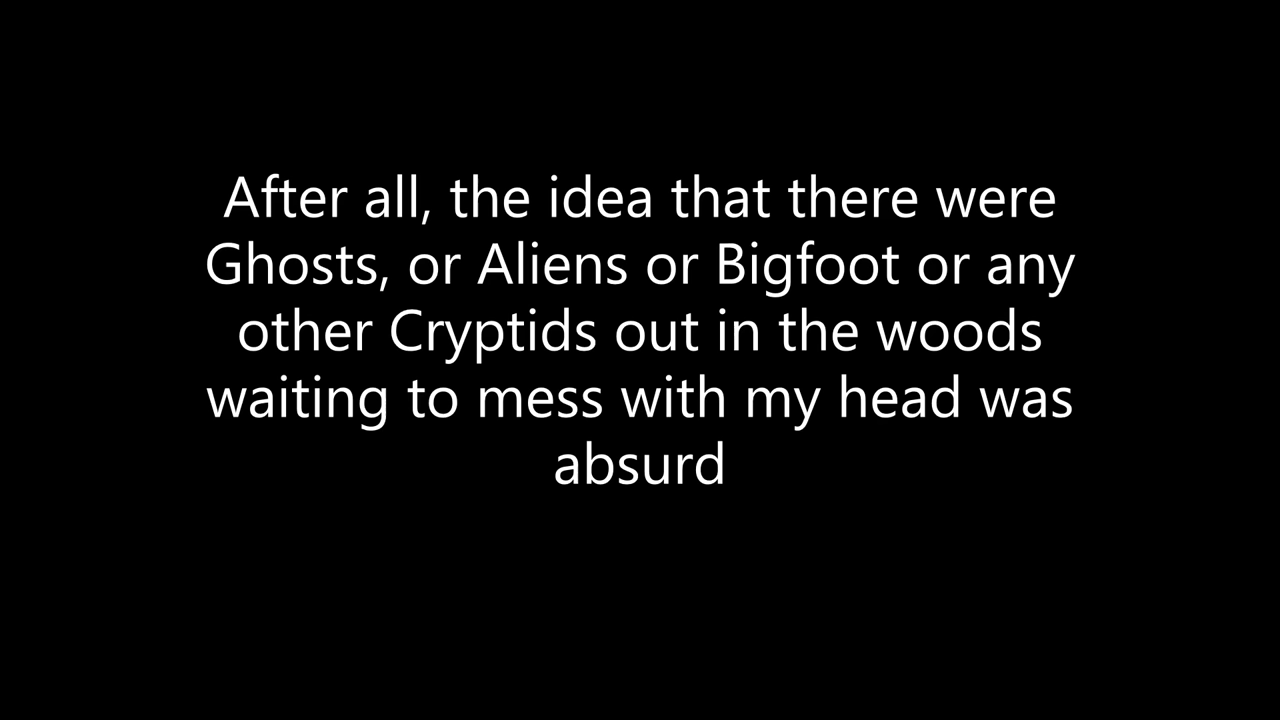 After all, the idea that there were
Ghosts, or Aliens or Bigfoot or any
other Cryptids out in the woods
waiting to mess with my head was
absurd